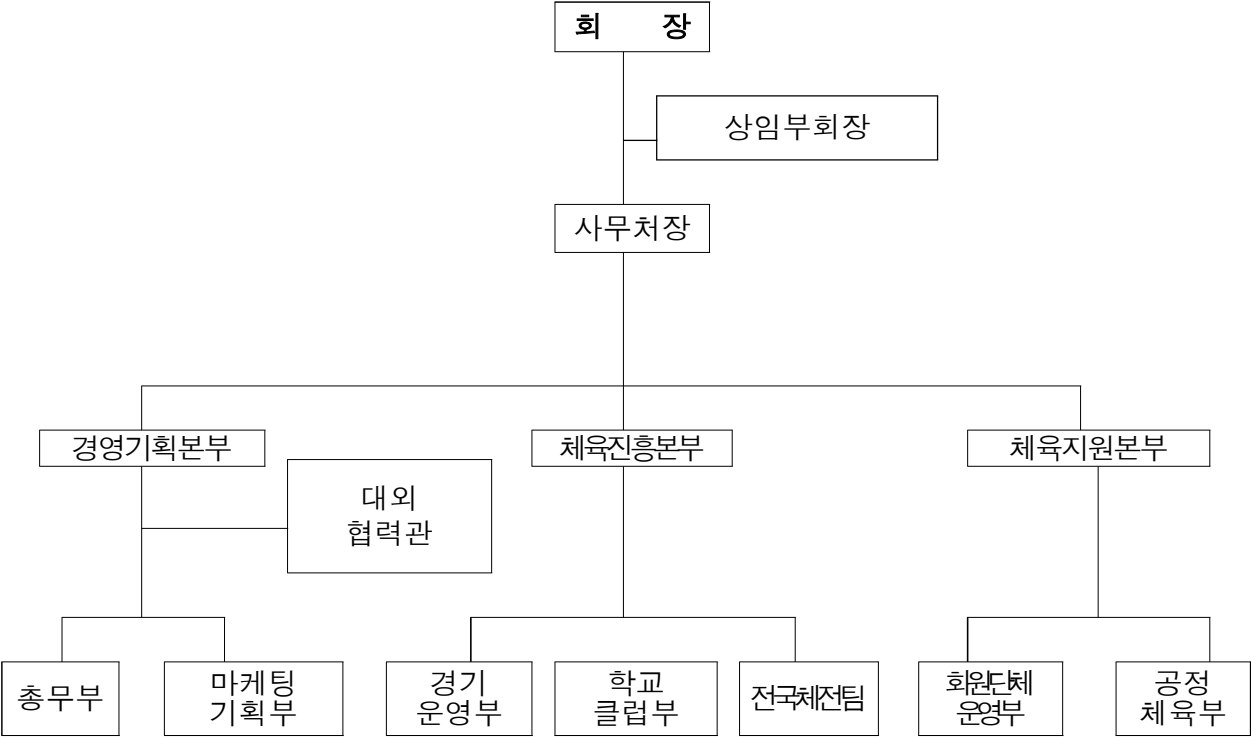 회 장
상임부회장
사무처장
경영기획본부
체육진흥본부
체육지원본부
대외
협력관
총무부
마케팅
기획부
경기
운영부
학교
클럽부
전국체전팀
회원단체
운영부
공정
체육부